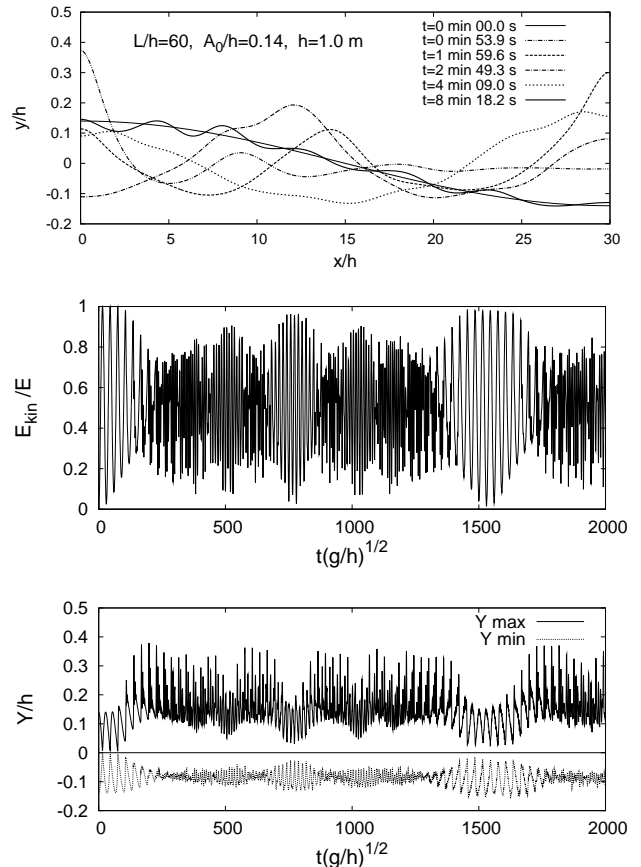 L/h=60, A_0/h=0.14, h=1.0 m
t=0 min 00.0 s
t=0 min 53.9 s
t=1 min 59.6 s
t=2 min 49.3 s
t=4 min 09.0 s
t=8 min 18.2 s
y/h
0.5
0.4
0.3
0.2
0.1
0
-0.1
-0.2
0 5 10 15 20 25 30
x/h
E_kin /E
1
0.8
0.6
0.4
0.2
0
0 500 1000 1500 2000
t(g/h)^1/2
Y max
Y min
Y/h
0.5
0.4
0.3
0.2
0.1
0
-0.1
-0.2
0 500 1000 1500 2000
t(g/h)^1/2